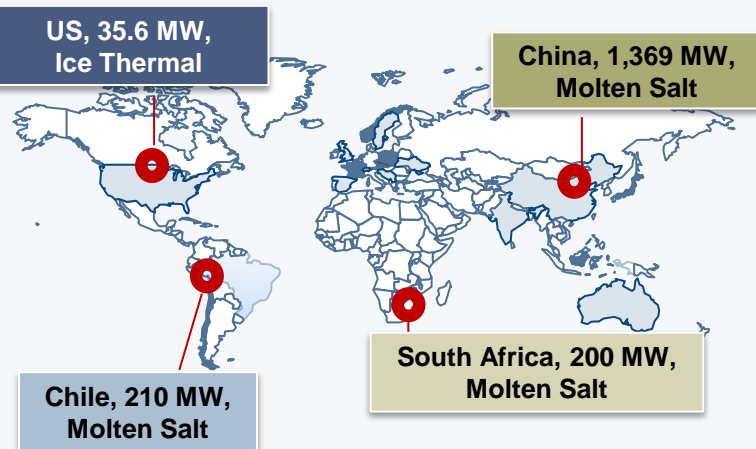 US, 35.6 MW,
Ice Thermal
China, 1,369 MW,
Molten Salt
South Africa, 200 MW,
Molten Salt
Chile, 210 MW,
Molten Salt